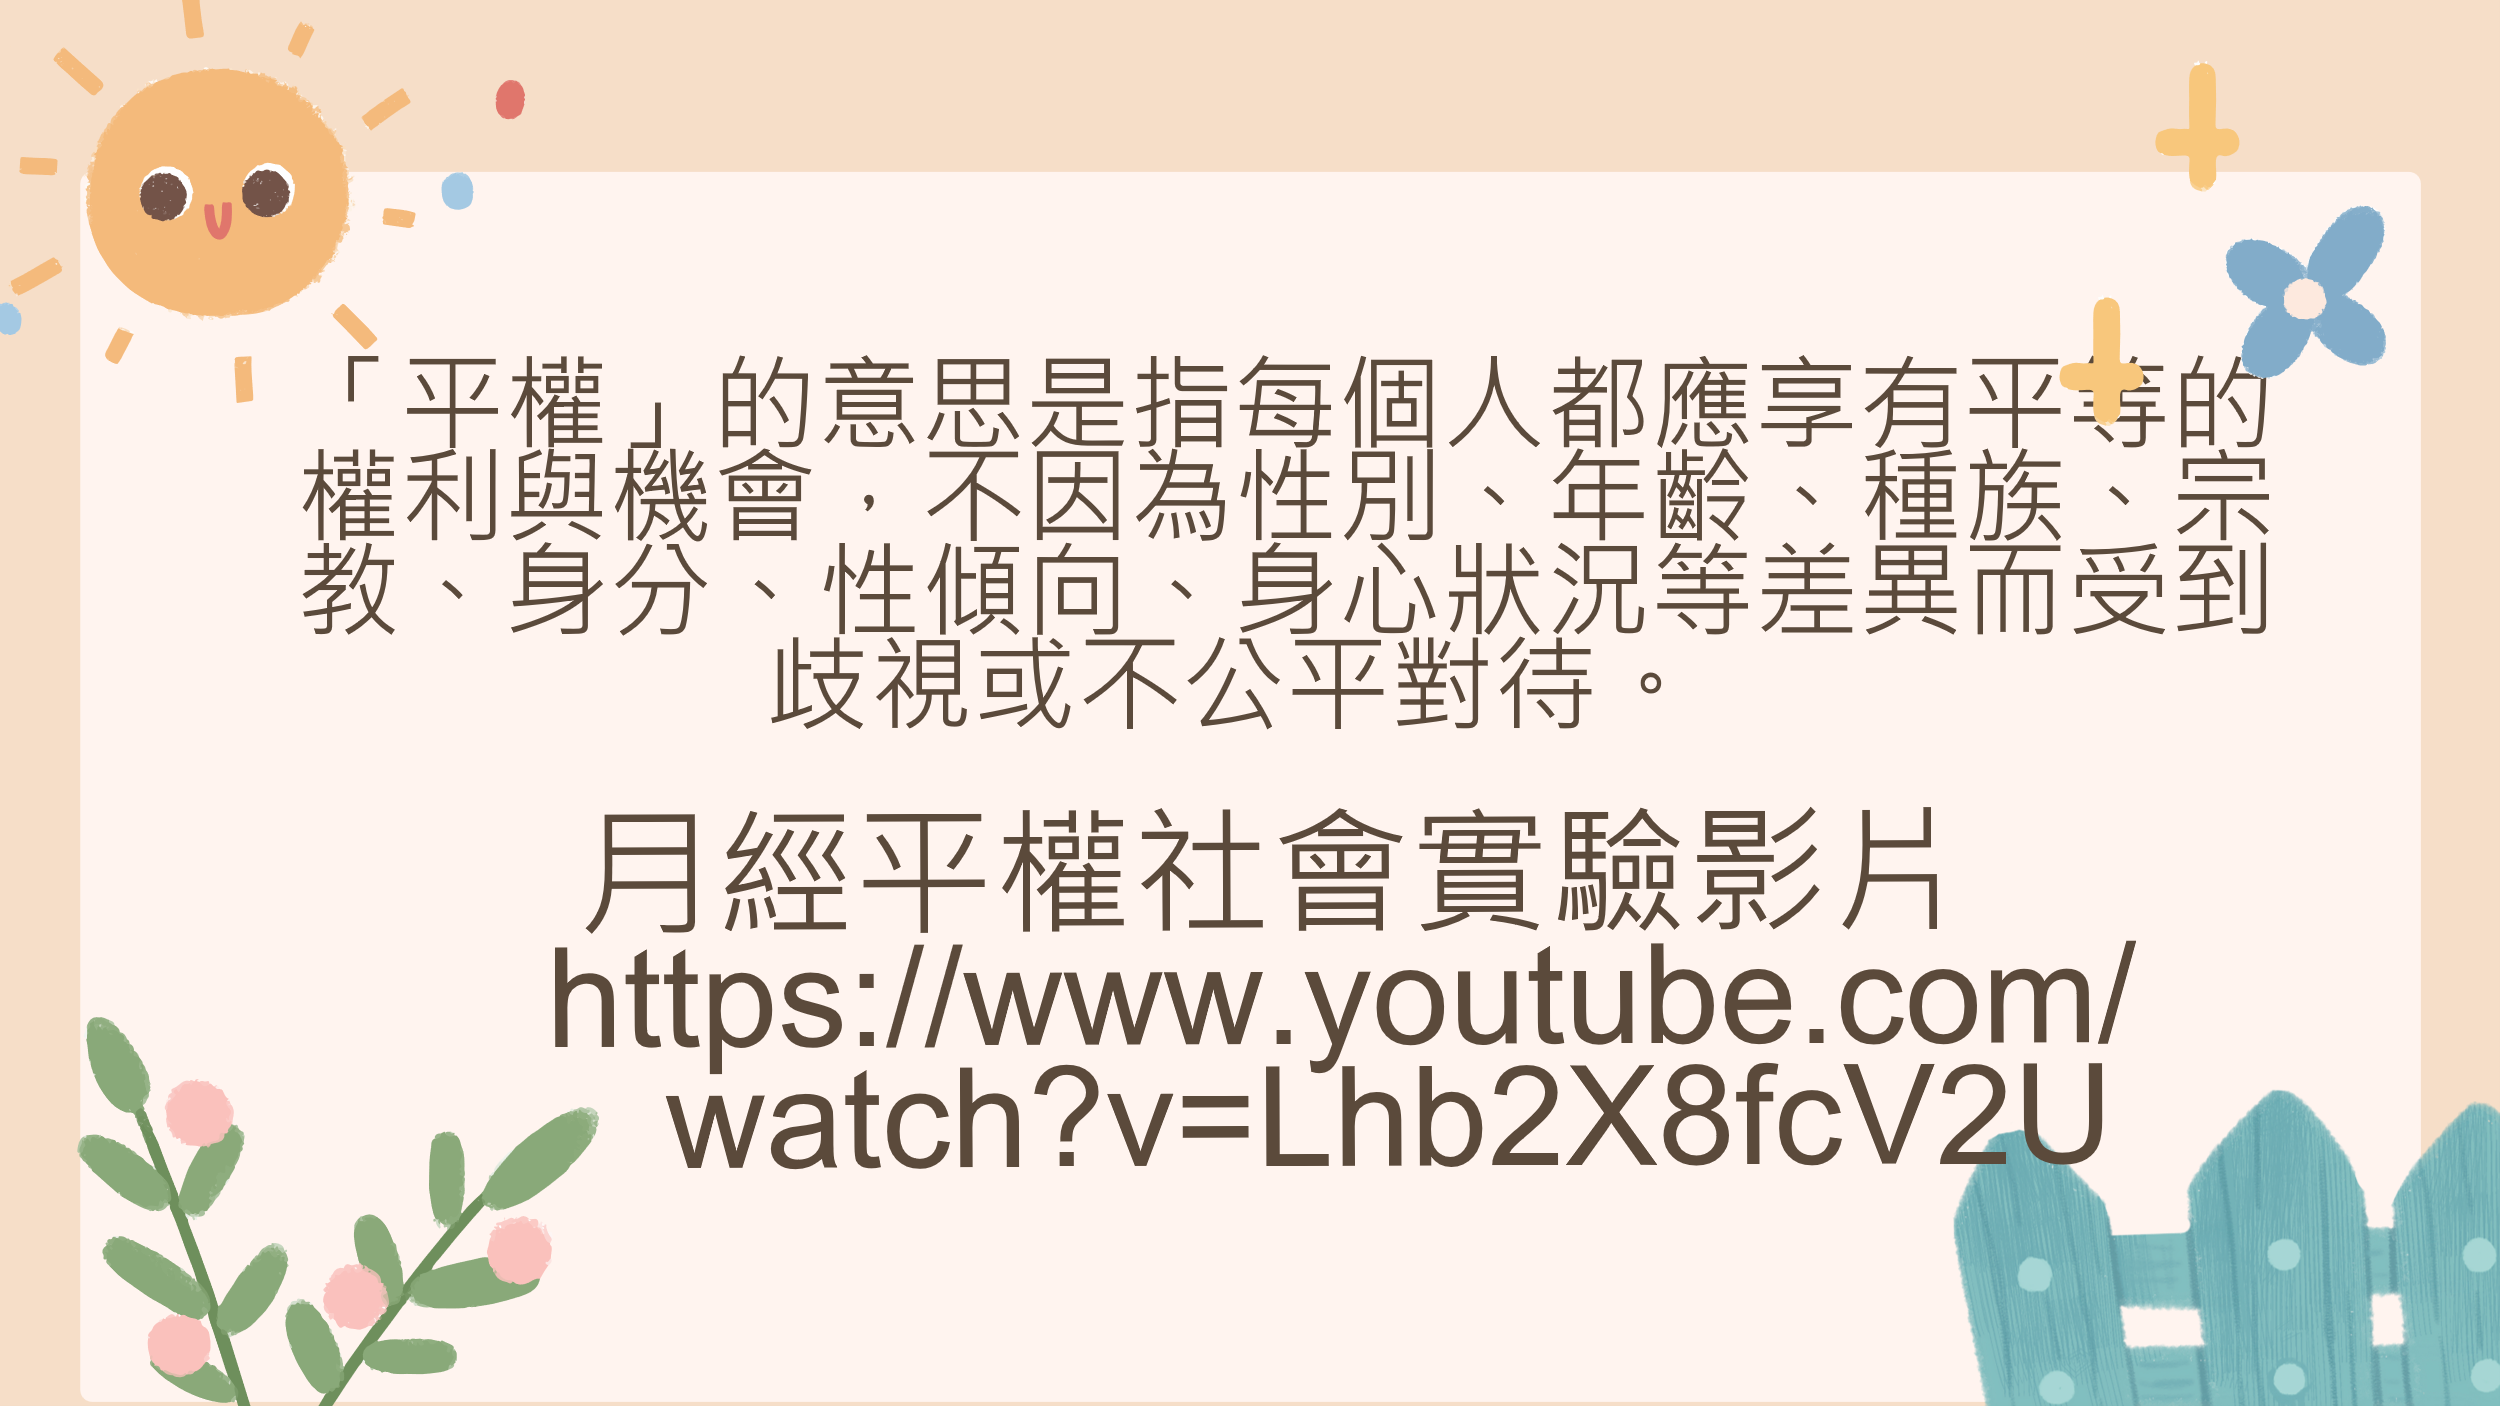 「平權」的意思是指每個人都應享有平等的
權利與機會，不因為性別、年齡、種族、宗
教、身分、性傾向、身心狀況等差異而受到
歧視或不公平對待。
月經平權社會實驗影片
https://www.youtube.com/
watch?v=Lhb2X8fcV2U